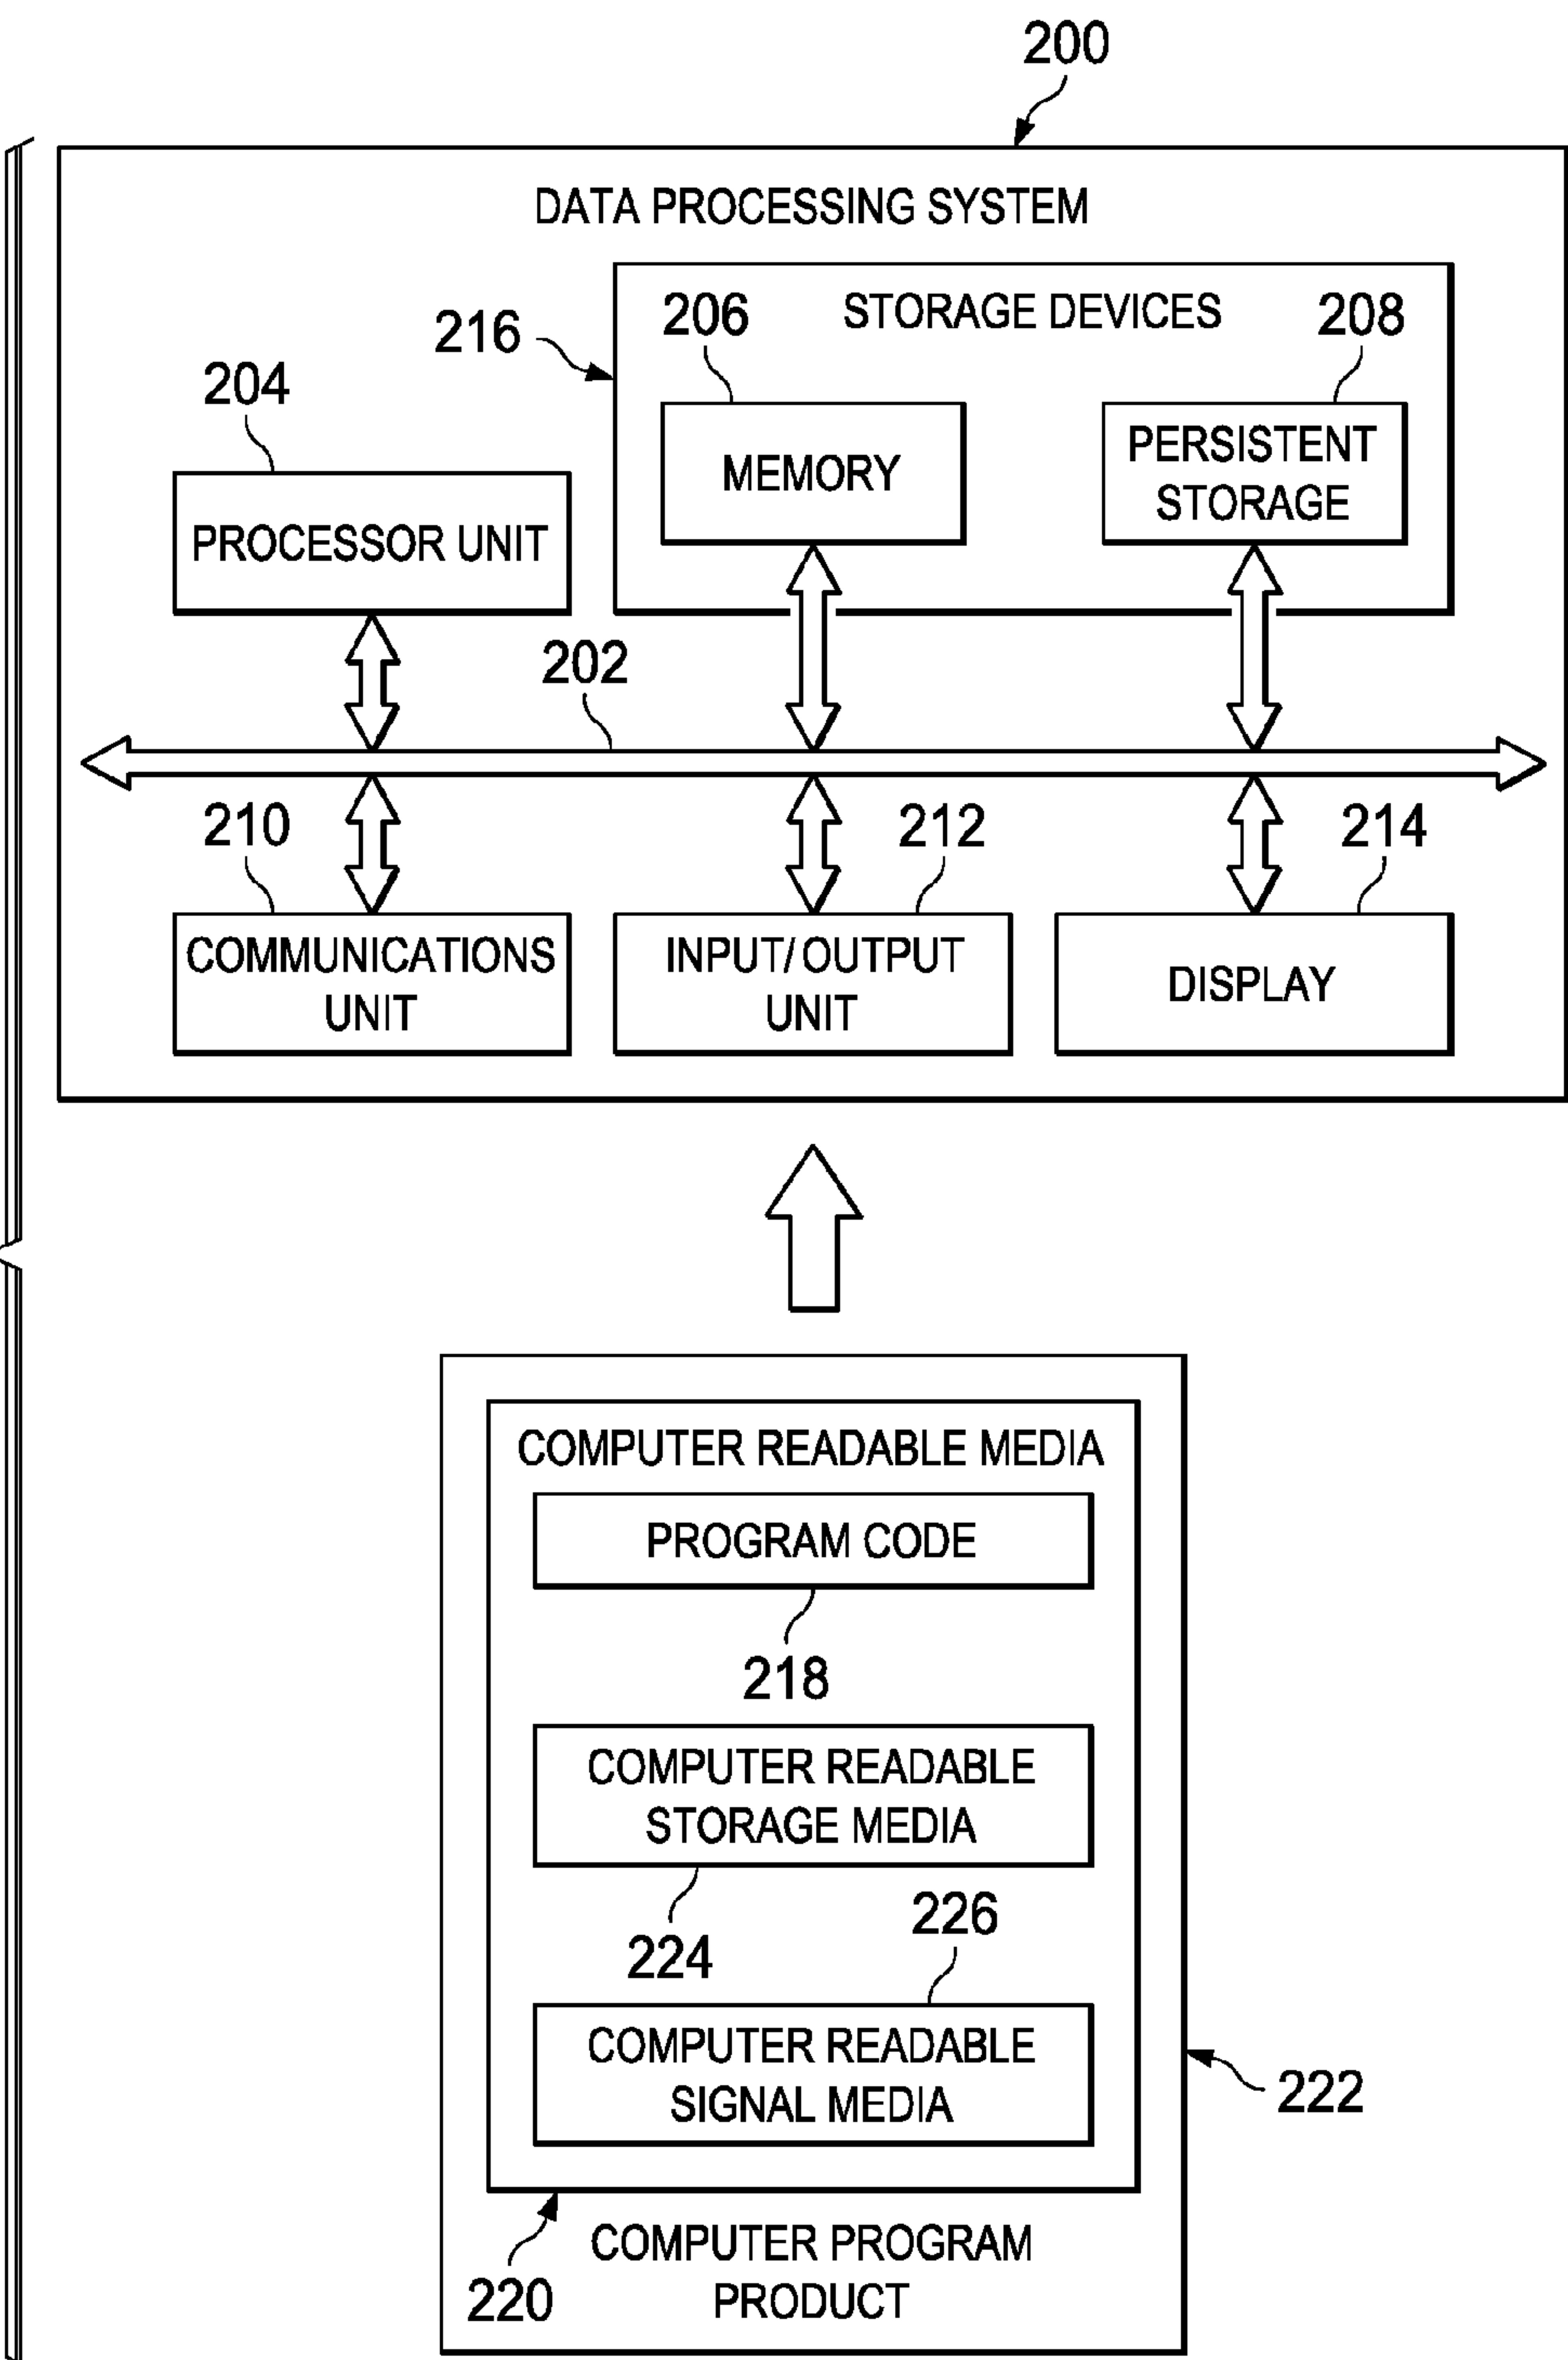 200
DATA PROCESSING SYSTEM
206
STORAGE DEVICES
208
216
204
MEMORY
PERSISTENT
STORAGE
PROCESSOR UNIT
202
210
212
214
COMMUNICATIONS
UNIT
INPUT/OUTPUT
UNIT
DISPLAY
COMPUTER READABLE MEDIA
PROGRAM CODE
218
COMPUTER READABLE
STORAGE MEDIA
224
226
COMPUTER READABLE
SIGNAL MEDIA
222
220
COMPUTER PROGRAM
PRODUCT